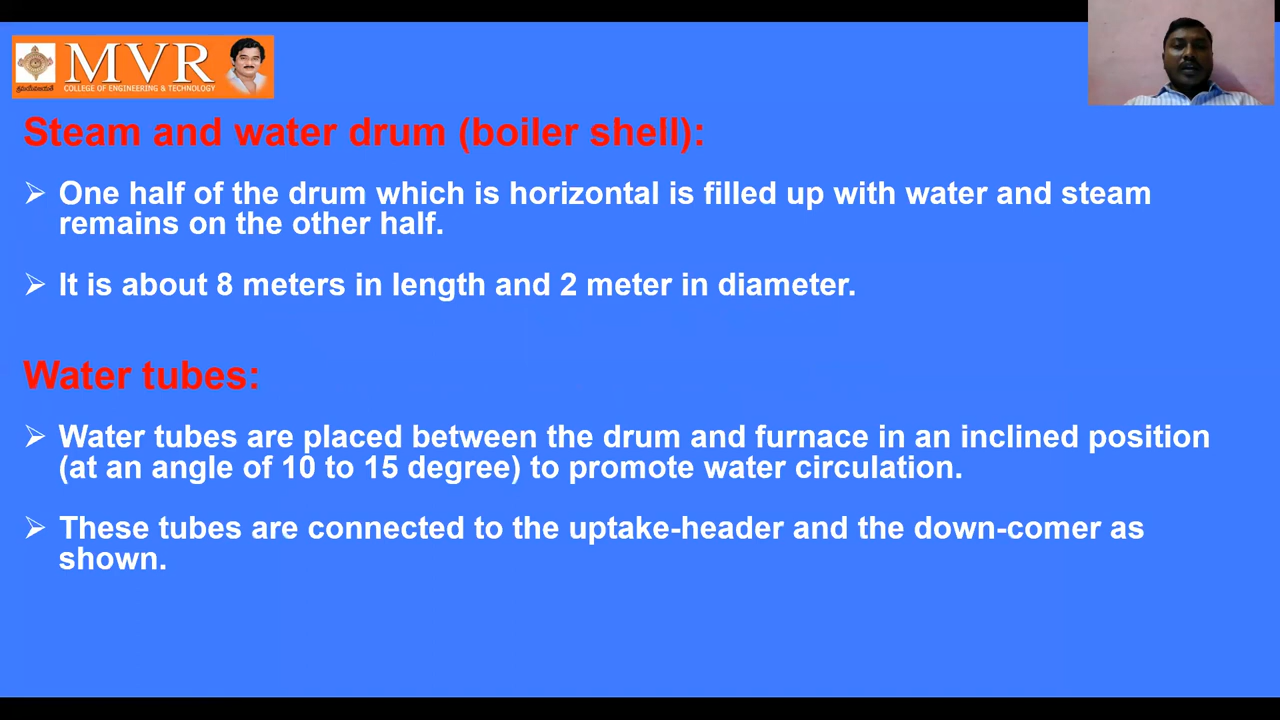 MVR
COLLEGE OF ENGINEERING & TECHNOLOGY
Steam and water drum (boiler shell):
One half of the drum which is horizontal is filled up with water and steam
remains on the other half.
It is about 8 meters in length and 2 meter in diameter.
Water tubes:
Water tubes are placed between the drum and furnace in an inclined position
(at an angle of 10 to 15 degree) to promote water circulation.
These tubes are connected to the uptake-header and the down-comer as
shown.